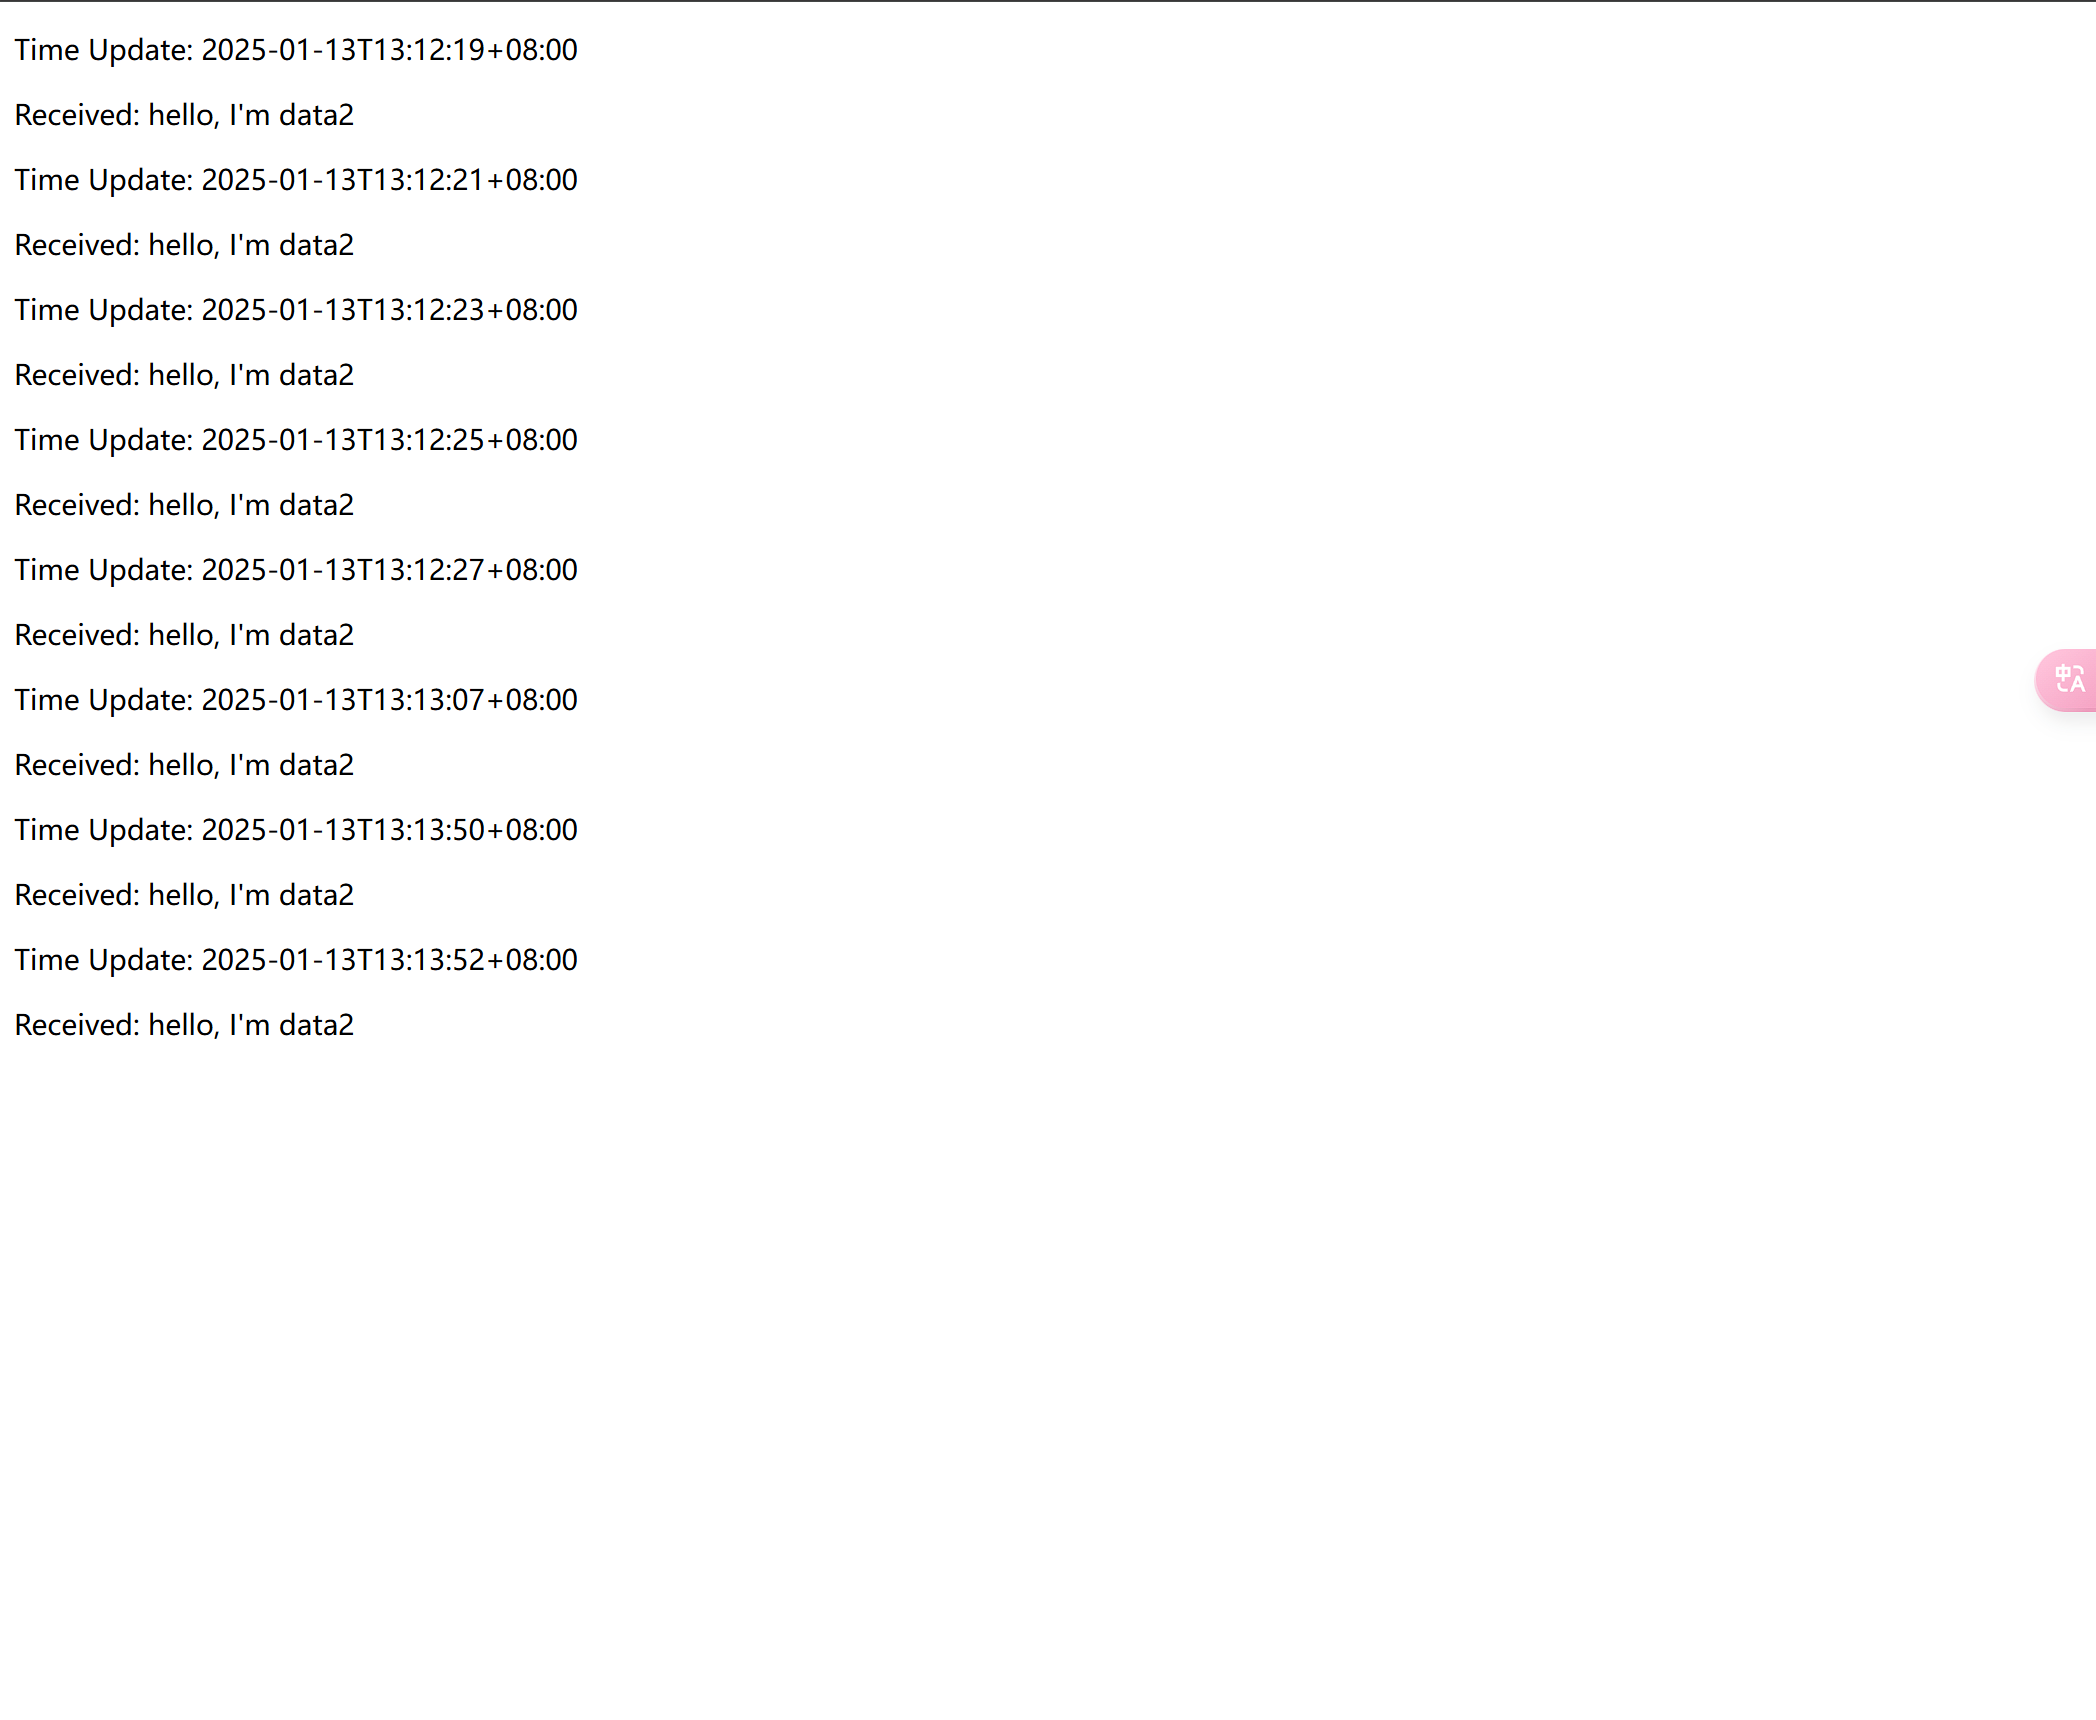 Time Update: 2025-01-13T13:12:19+08:00
Received: hello, I'm data2
Time Update: 2025-01-13T13:12:21+08:00
Received: hello, I'm data2
Time Update: 2025-01-13T13:12:23+08:00
Received: hello, I'm data2
Time Update: 2025-01-13T13:12:25+08:00
Received: hello, I'm data2
Time Update: 2025-01-13T13:12:27+08:00
Received: hello, I'm data2
Time Update: 2025-01-13T13:13:07+08:00
Received: hello, I'm data2
Time Update: 2025-01-13T13:13:50+08:00
Received: hello, I'm data2
Time Update: 2025-01-13T13:13:52+08:00
Received: hello, I'm data2
中A